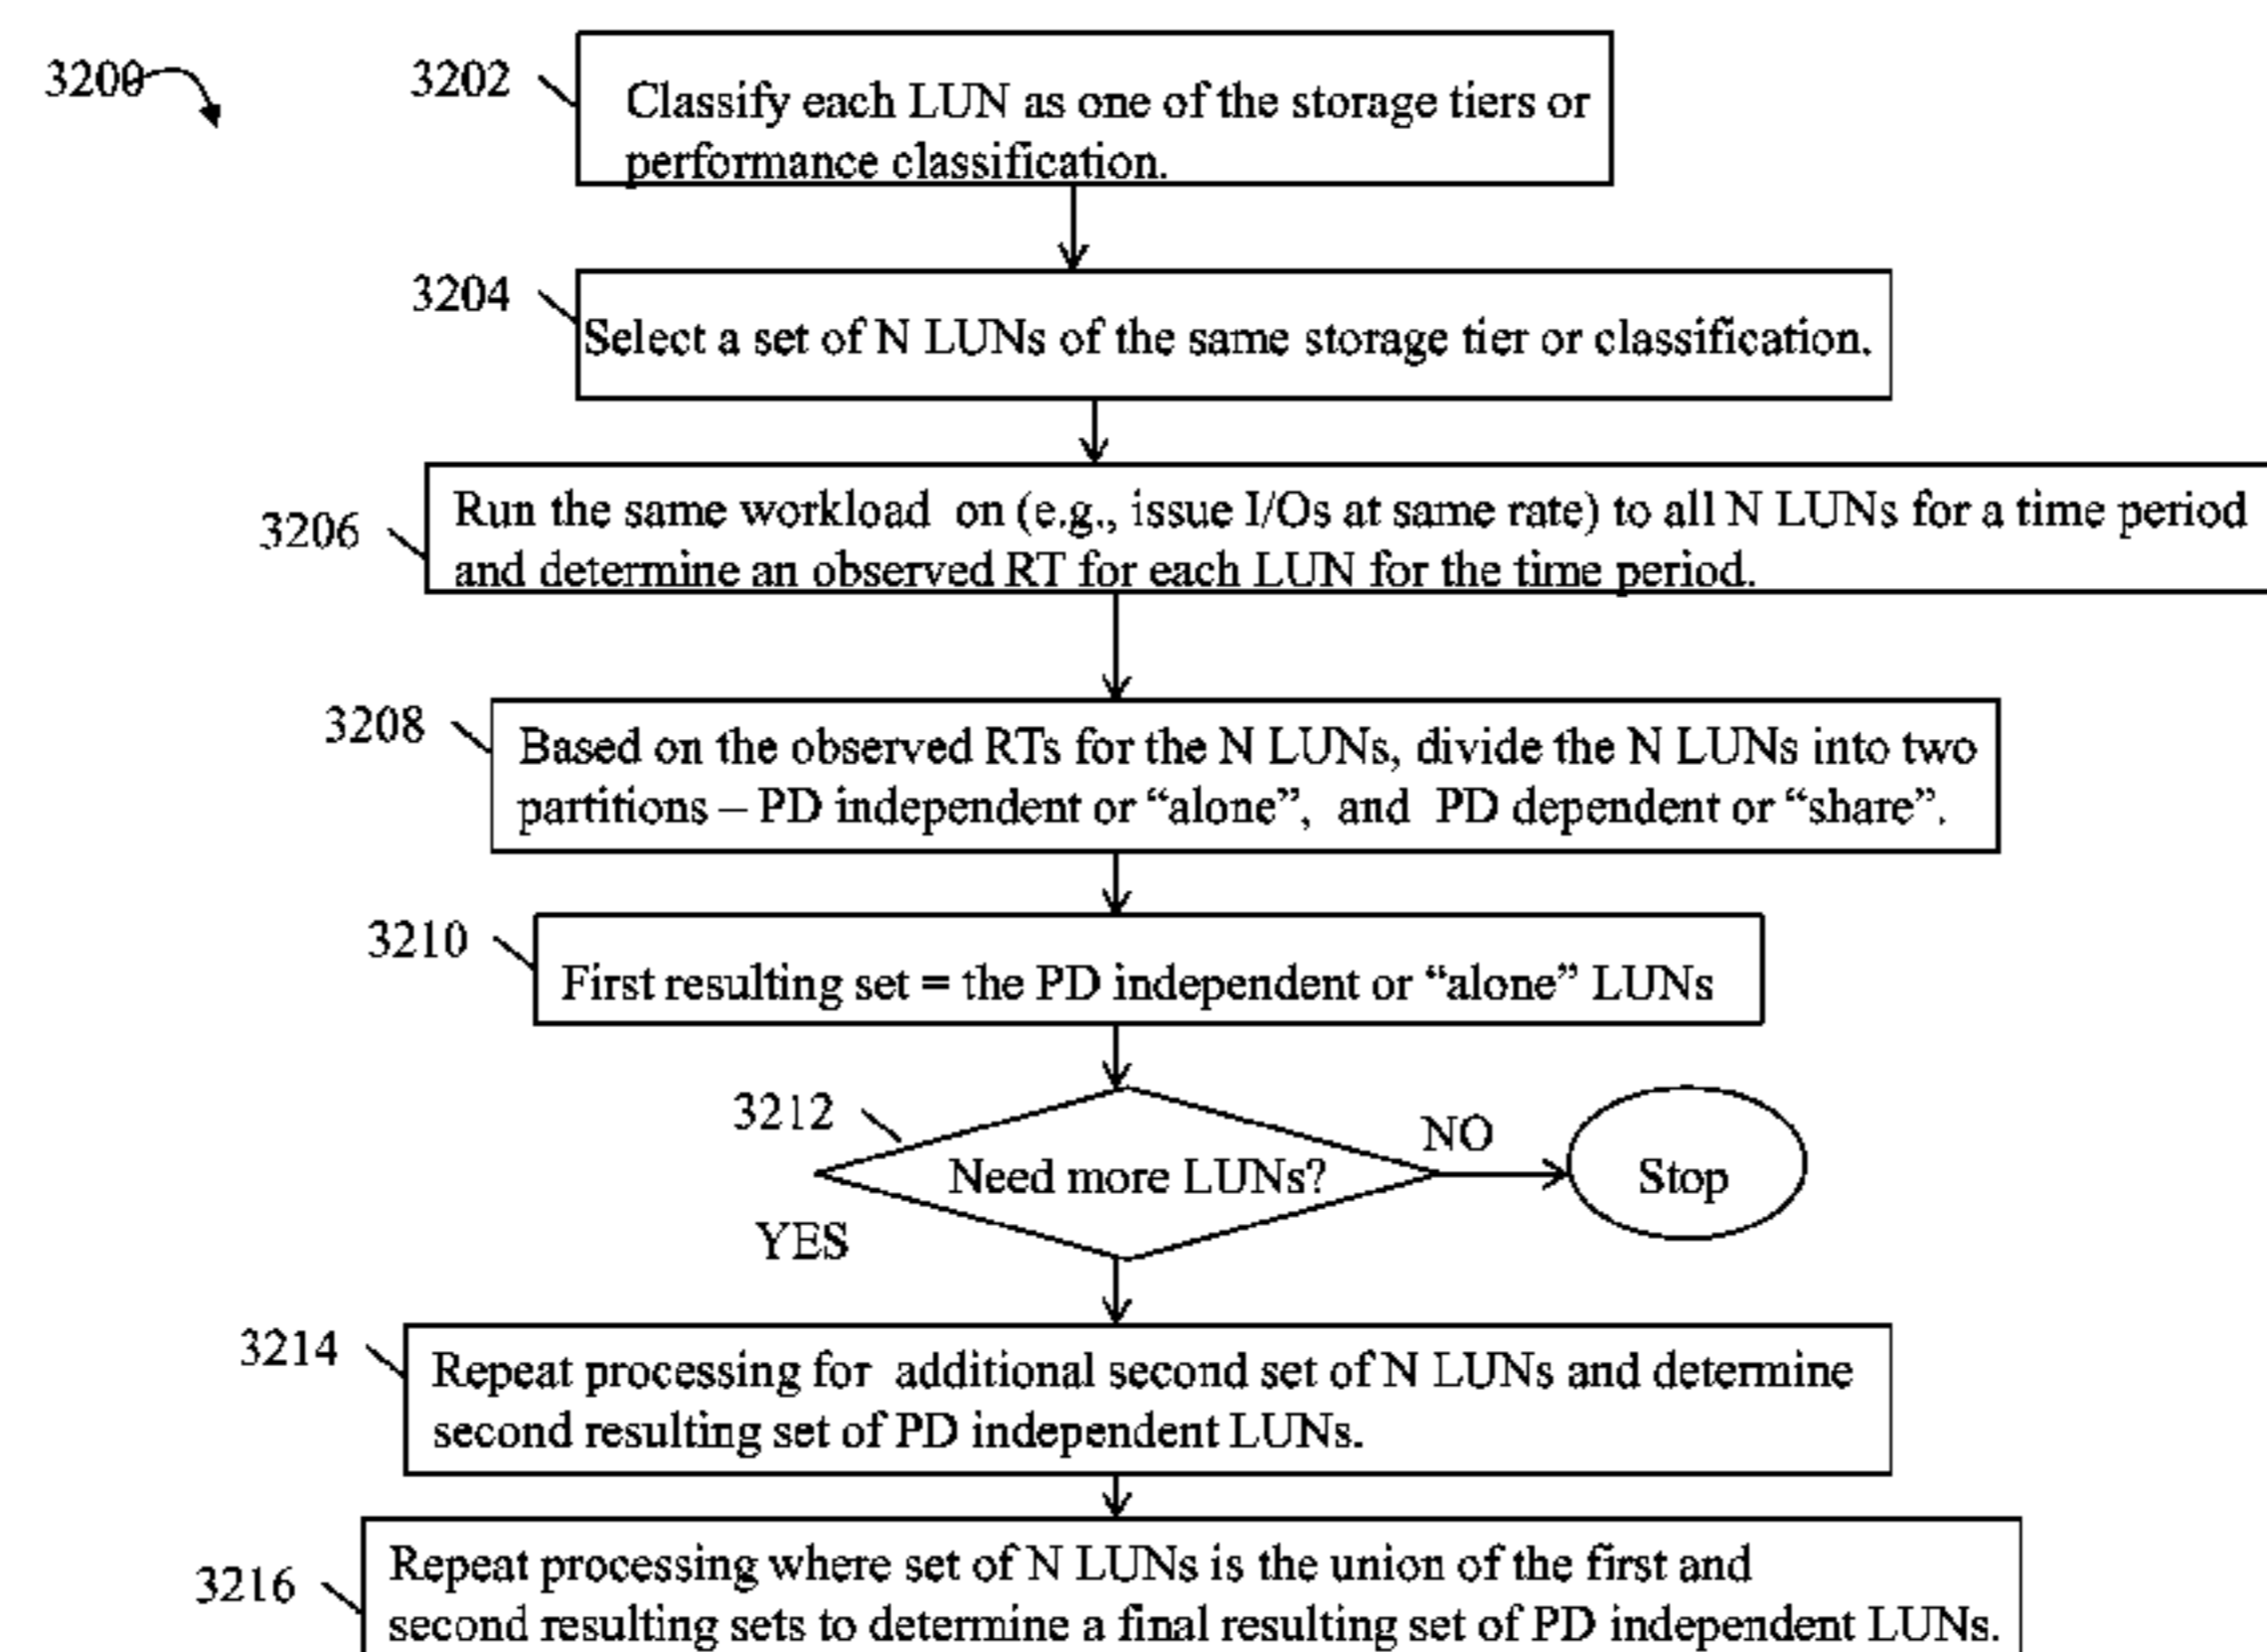 3200
3202
Classify each LUN as one of the storage tiers or
performance classification.
3204
Select a set of N LUNs of the same storage tier or classification.
3206
Run the same workload on (e.g., issue I/Os at same rate) to all N LUNs for a time period
and determine an observed RT for each LUN for the time period.
3208
Based on the observed RTs for the N LUNs, divide the N LUNs into two
partitions – PD independent or “alone”, and PD dependent or “share”.
3210
First resulting set = the PD independent or “alone” LUNs
3212
Need more LUNs?
NO
Stop
YES
3214
Repeat processing for additional second set of N LUNs and determine
second resulting set of PD independent LUNs.
3216
Repeat processing where set of N LUNs is the union of the first and
second resulting sets to determine a final resulting set of PD independent LUNs.